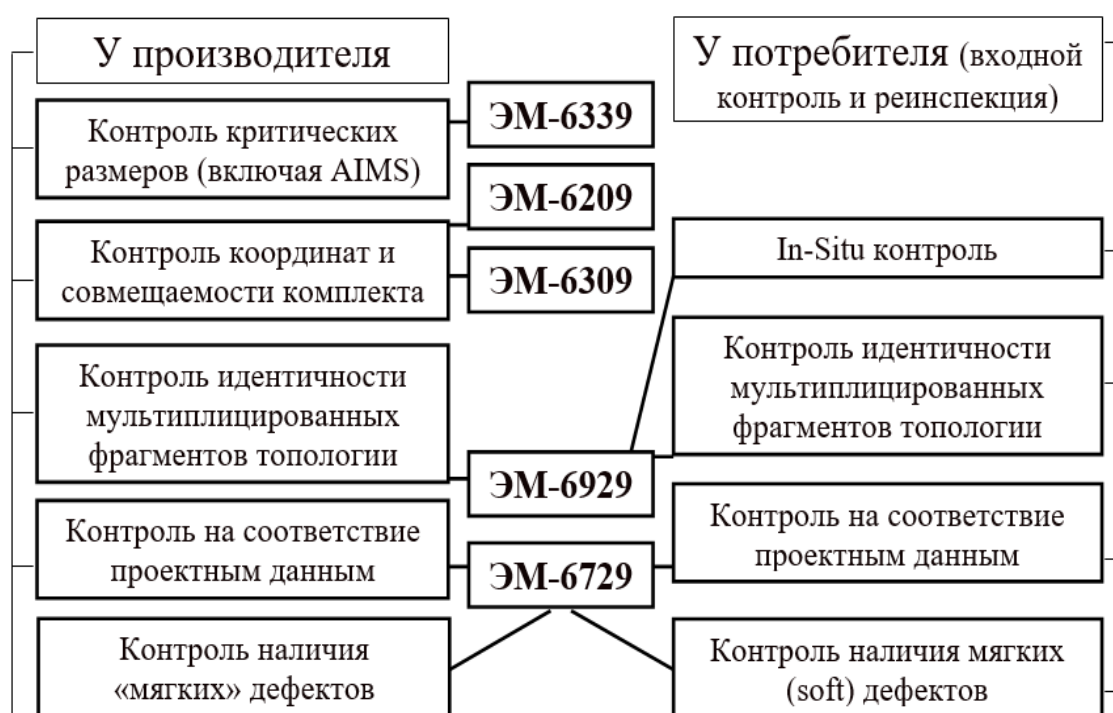 У производителя
Контроль критических
размеров (включая AIMS)
Контроль координат и
совмещаемости комплекта
Контроль идентичности
мультиплицированных
фрагментов топологии
Контроль на соответствие
проектным данным
Контроль наличия
«мягких» дефектов
ЭМ-6339
ЭМ-6209
ЭМ-6309
ЭМ-6929
ЭМ-6729
У потребителя (входной
контроль и реинспекция)
In-Situ контроль
Контроль идентичности
мультиплицированных
фрагментов топологии
Контроль на соответствие
проектным данным
Контроль наличия мягких
(soft) дефектов